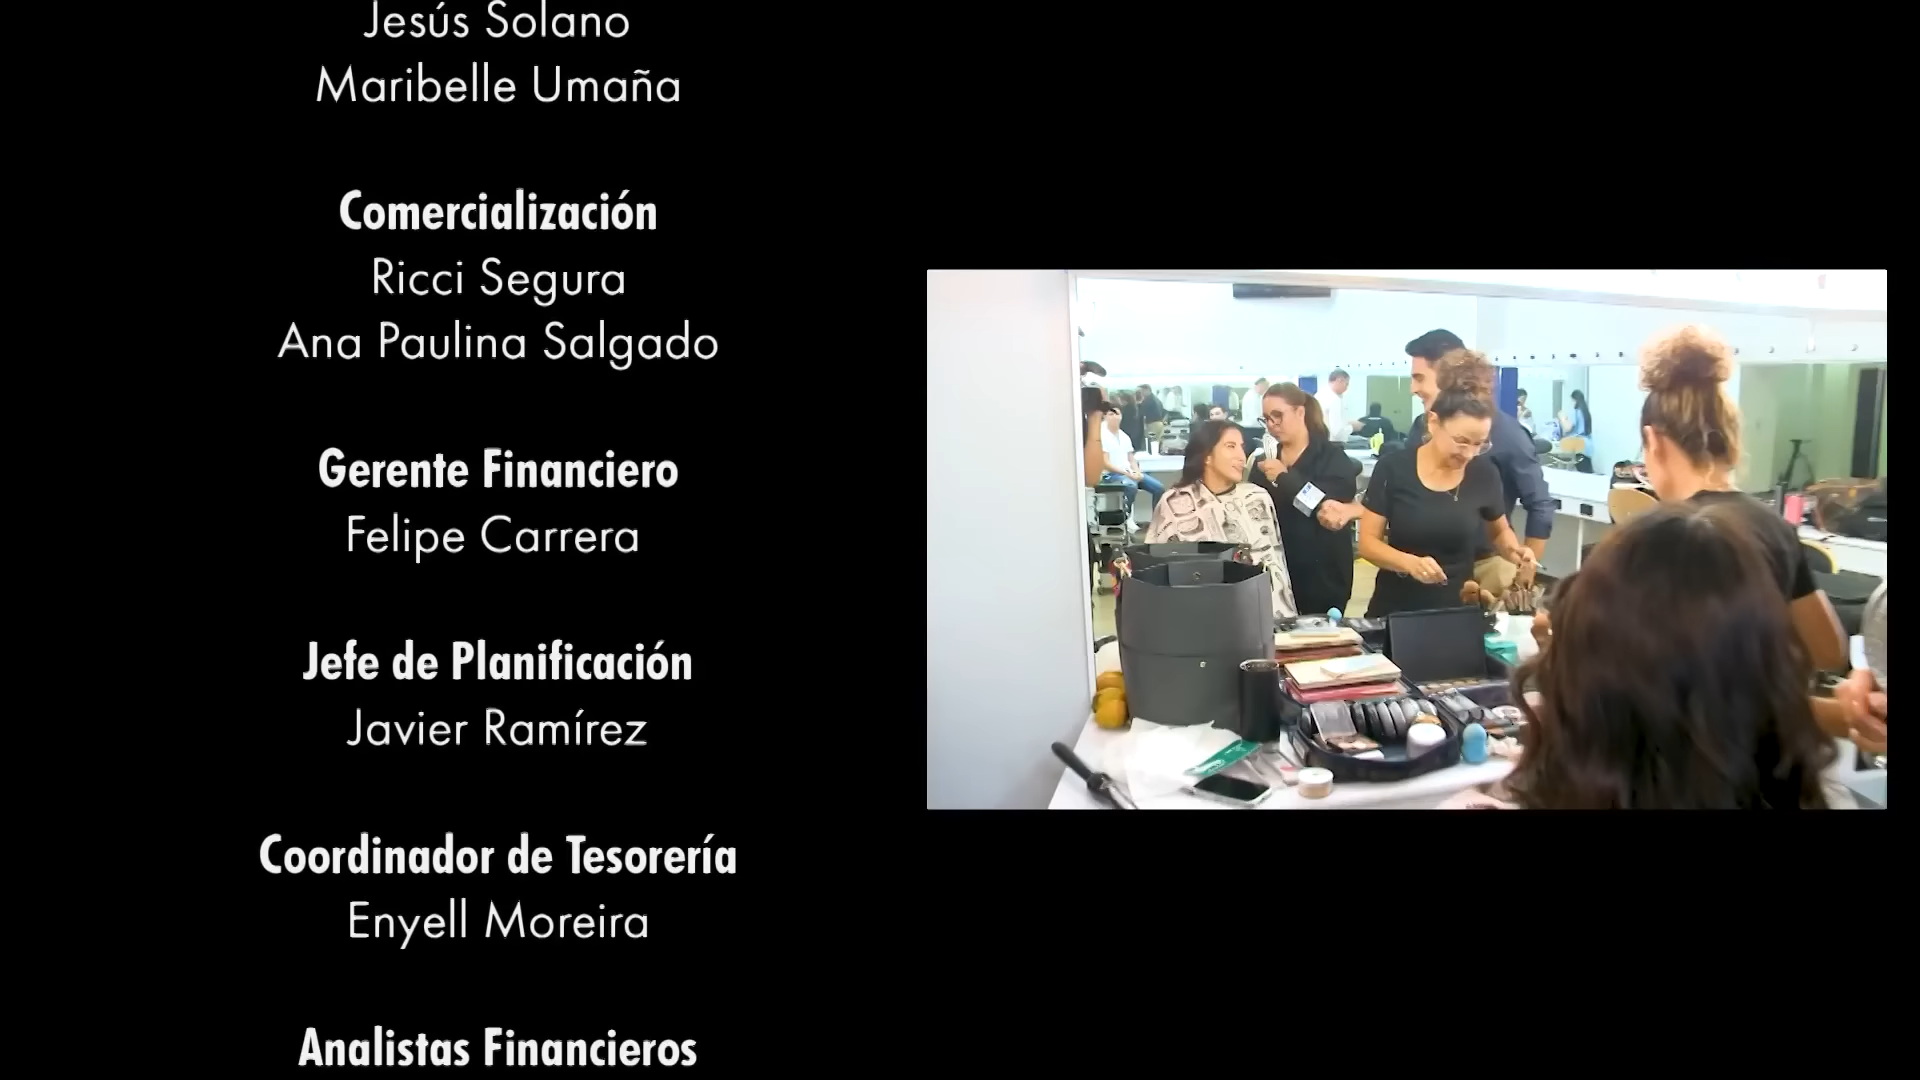 Jesús Solano
Maribelle Umaña
Comercialización
Ricci Segura
Ana Paulina Salgado
Gerente Financiero
Felipe Carrera
Jefe de Planificación
Javier Ramírez
Coordinador de Tesorería
Enyell Moreira
Analistas Financieros